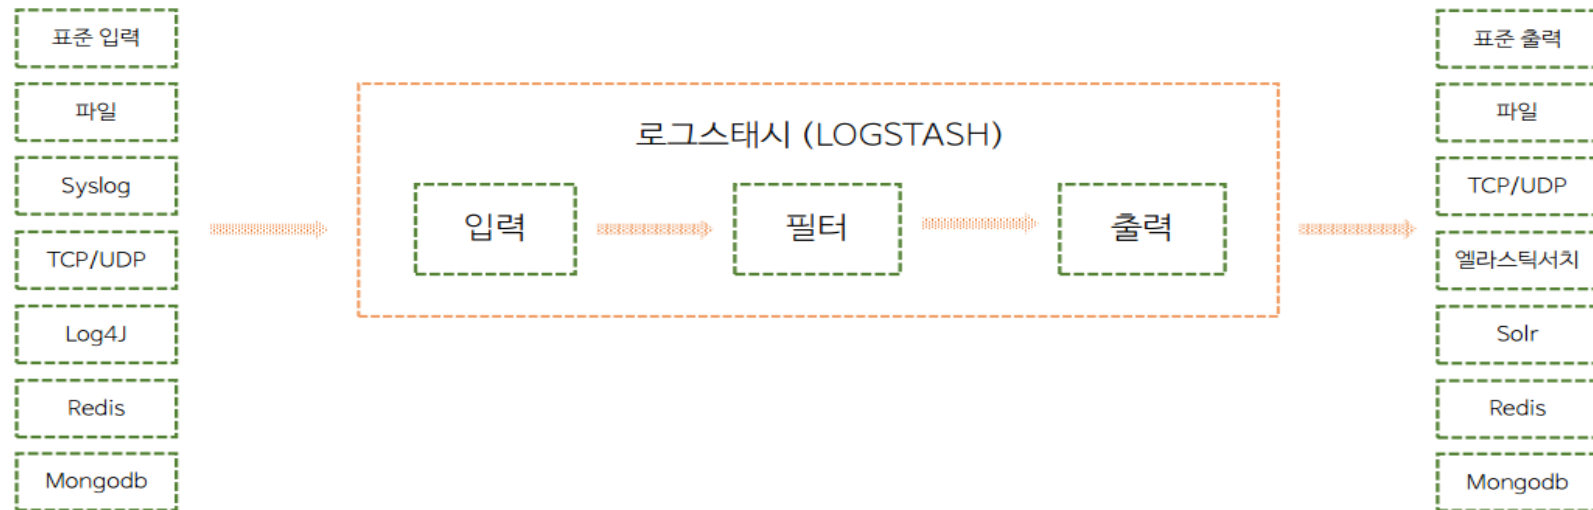 표준 입력
파일
Syslog
TCP/UDP
Log4J
Redis
Mongodb
로그스태시 (LOGSTASH)
입력
필터
출력
표준 출력
파일
TCP/UDP
엘라스틱서치
Solr
Redis
Mongodb